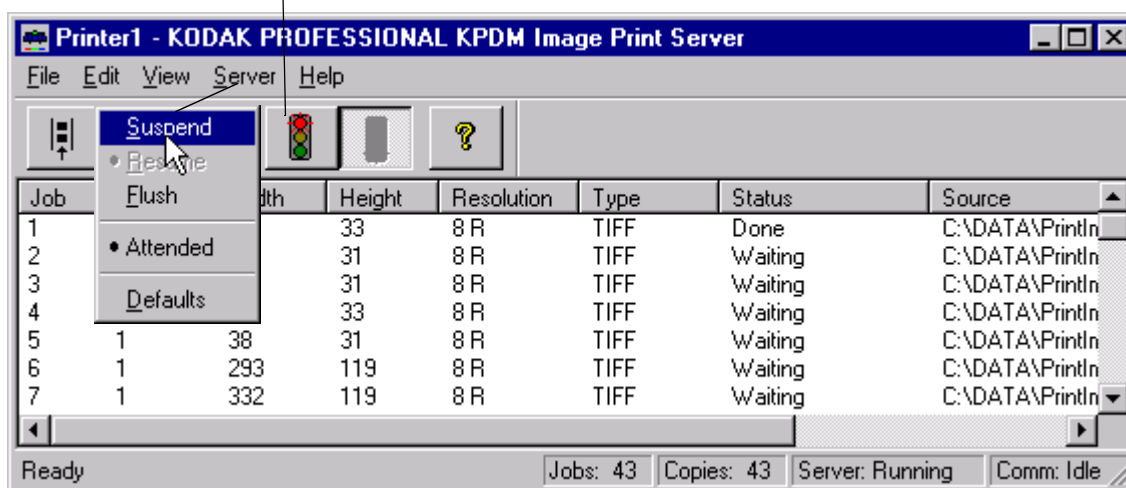 Printer1 - KODAK PROFESSIONAL KPDM Image Print Server
File Edit View Server Help
Suspend
Resume
Flush
Attended
Defaults
?
Job Height Resolution Type Status Source
1 33 8 R TIFF Done C:\DATA\PrintIn
2 31 8 R TIFF Waiting C:\DATA\PrintIn
3 31 8 R TIFF Waiting C:\DATA\PrintIn
4 33 8 R TIFF Waiting C:\DATA\PrintIn
5 1 38 31 8 R TIFF Waiting C:\DATA\PrintIn
6 1 293 119 8 R TIFF Waiting C:\DATA\PrintIn
7 1 332 119 8 R TIFF Waiting C:\DATA\PrintIn
Ready Jobs: 43 Copies: 43 Server: Running Comm: Idle